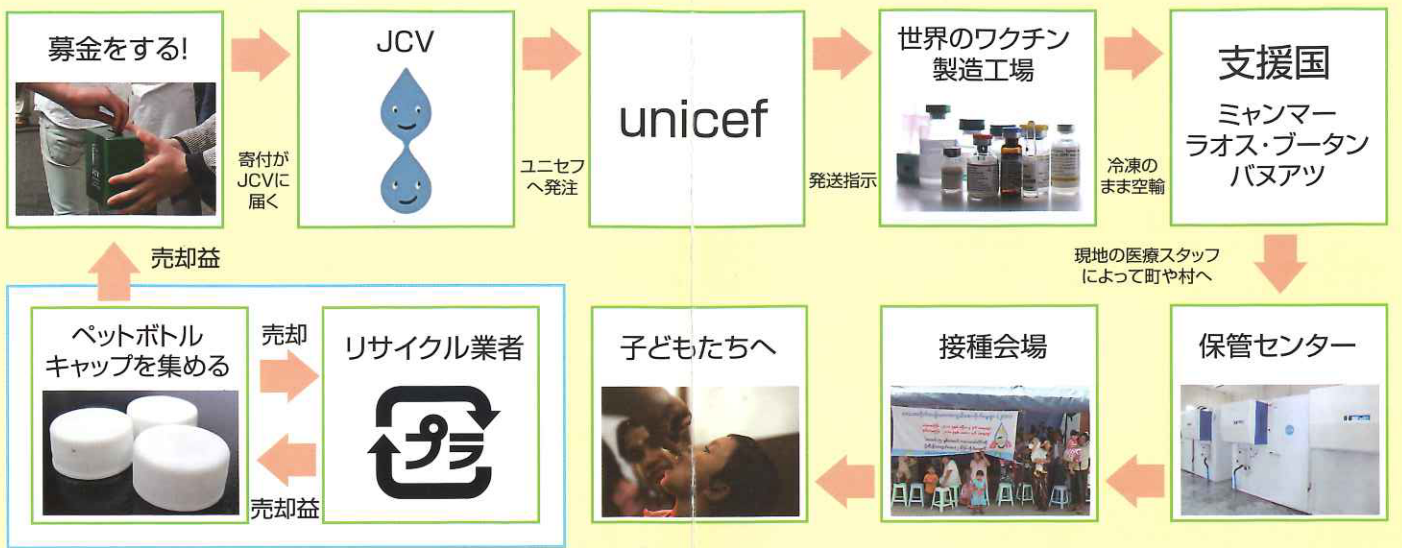 募金をする!
寄付が
JCVに
届く
JCV
ユニセフ
へ発注
unicef
発送指示
世界のワクチン
製造工場
冷凍の
まま空輸
支援国
ミャンマー
ラオス・ブータン
バヌアツ
現地の医療スタッフ
によって町や村へ
保管センター
接種会場
子どもたちへ
売却益
ペットボトル
キャップを集める
売却
売却益
リサイクル業者
プラ